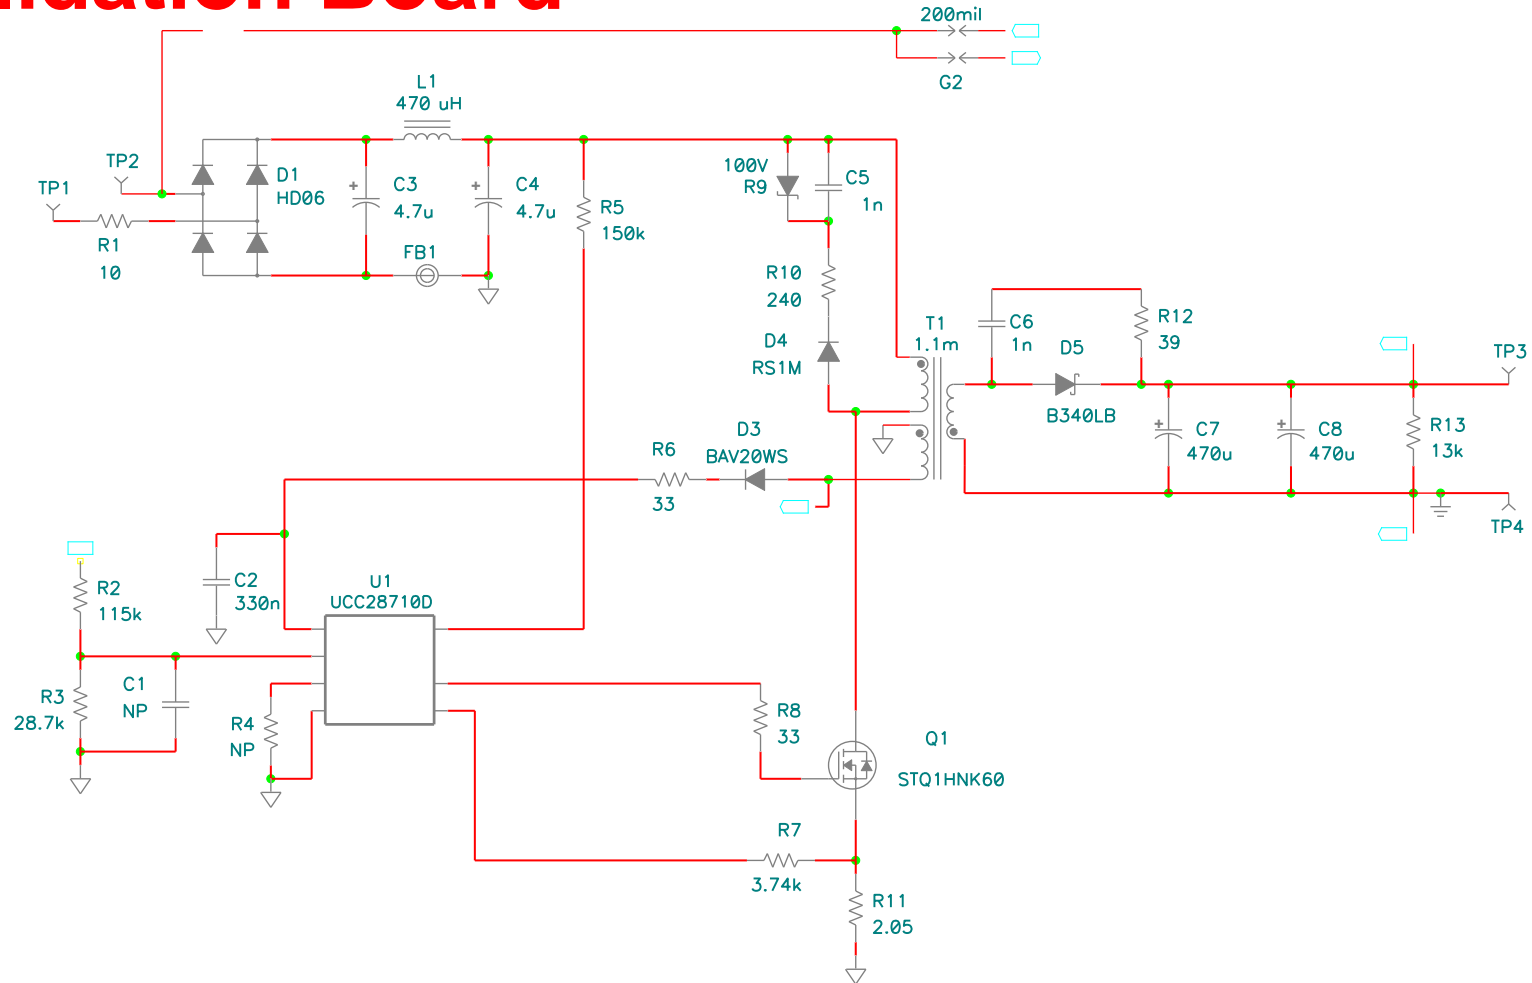 200mil
G2
L1
470 uH
TP2
TP1
D1
HD06
C3
4.7u
C4
4.7u
R1
10
FB1
R5
150k
100V
R9
C5
1n
R10
240
D4
RS1M
T1
1.1m
C6
1n
D5
B340LB
R12
39
TP3
C7
470u
C8
470u
R13
13k
TP4
R6
33
D3
BAV20WS
C2
330n
U1
UCC28710D
R2
115k
R3
28.7k
C1
NP
R4
NP
R8
33
Q1
STQ1HNK60
R7
3.74k
R11
2.05